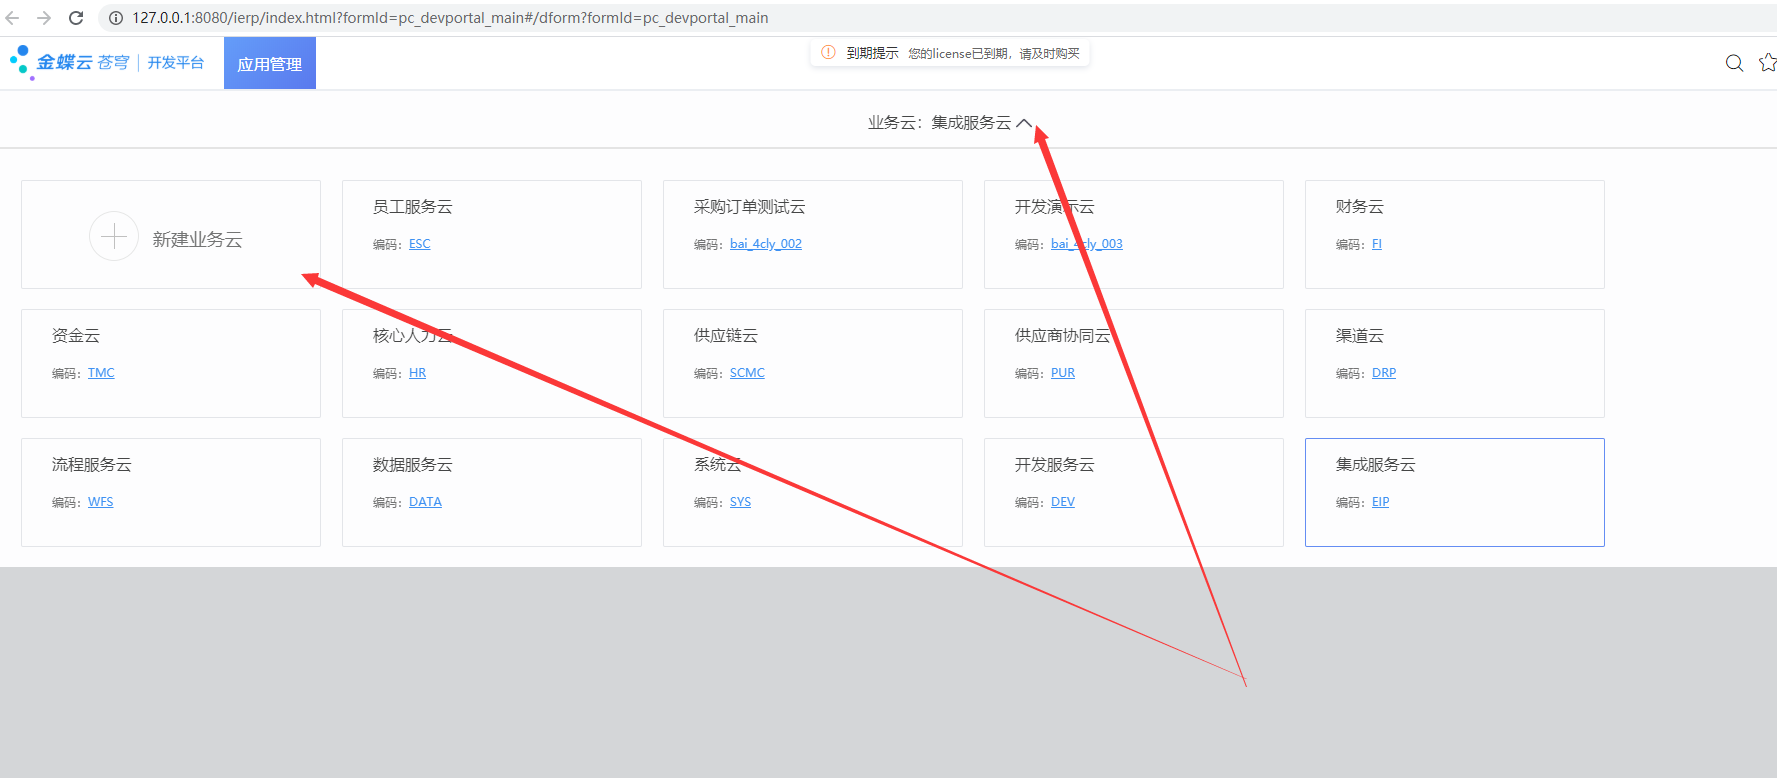 127.0.0.1:8080/ierp/index.html?formId=pc_devportal_main#/dform?formId=pc_devportal_main
金蝶云 苍穹 开发平台
应用管理
到期提示 您的license已到期，请及时购买
业务云：集成服务云
新建业务云
员工服务云
编码：ESC
采购订单测试云
编码：bai_4cly_002
开发演示云
编码：bai_4cly_003
财务云
编码：FI
资金云
编码：TMC
核心人力云
编码：HR
供应链云
编码：SCMC
供应商协同云
编码：PUR
渠道云
编码：DRP
流程服务云
编码：WFS
数据服务云
编码：DATA
系统云
编码：SYS
开发服务云
编码：DEV
集成服务云
编码：EIP